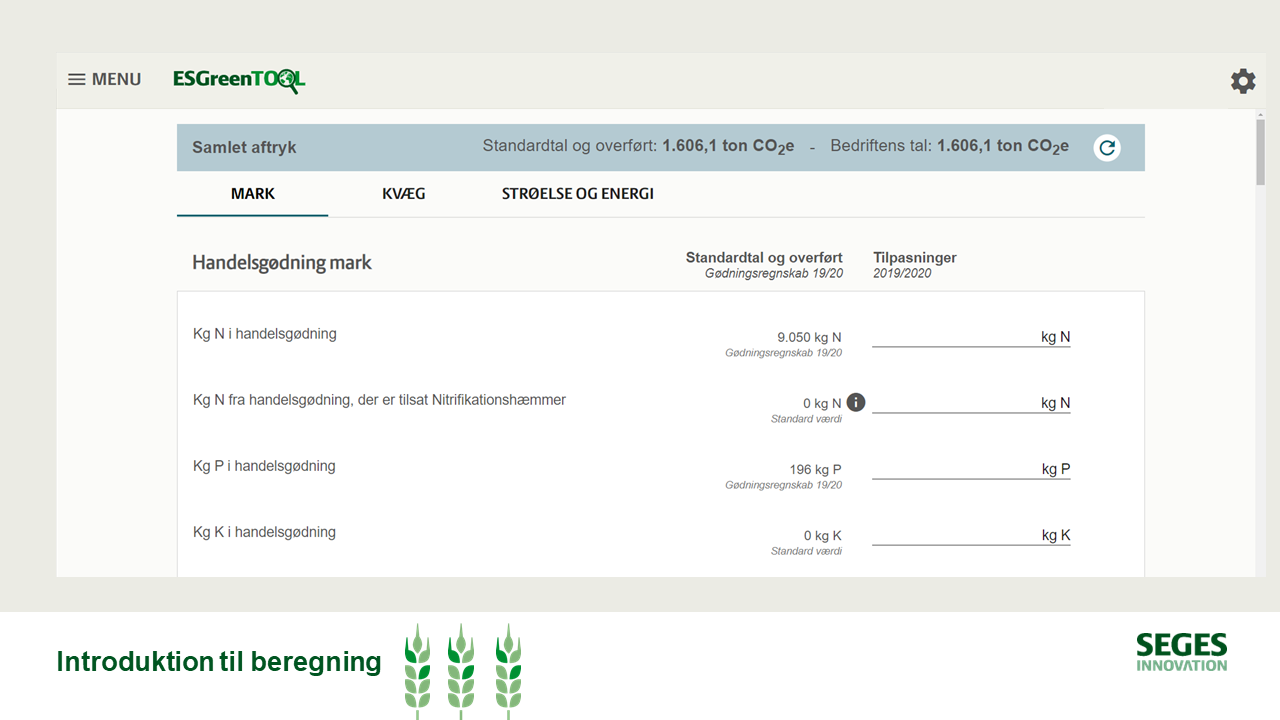 MENU
ESGreenTOOL
Samlet aftryk Standardtal og overført: 1.606,1 ton CO2e - Bedriftens tal: 1.606,1 ton CO2e
MARK KVÆG STRØELSE OG ENERGI
Handelsgødning mark
Standardtal og overført Tilpasninger
Gødningsregnskab 19/20 2019/2020
Kg N i handelsgødning 9.050 kg N kg N
Gødningsregnskab 19/20
Kg N fra handelsgødning, der er tilsat Nitrifikationshæmmer 0 kg N i kg N
Standard værdi
Kg P i handelsgødning 196 kg P kg P
Gødningsregnskab 19/20
Kg K i handelsgødning 0 kg K kg K
Standard værdi
Introduktion til beregning
SEGES
INNOVATION